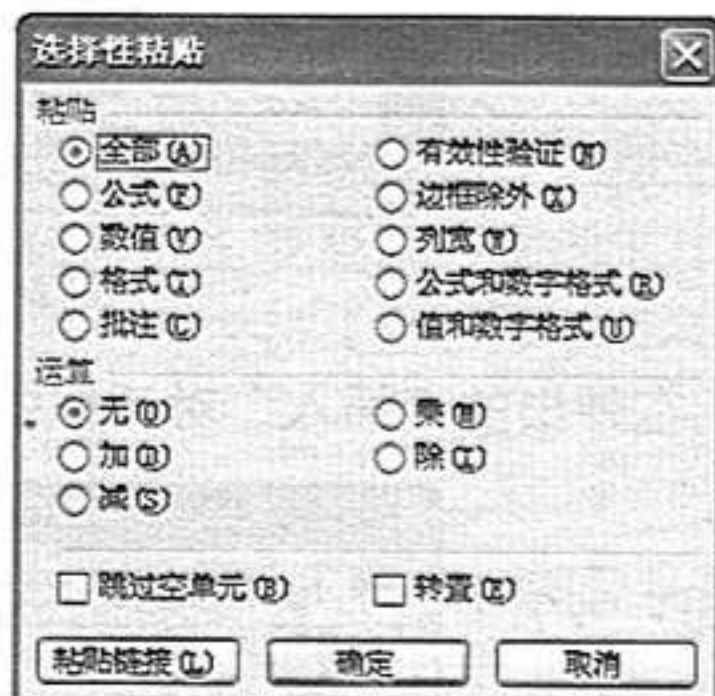 选择性粘贴
粘贴
全部(A) 有效性验证(N)
公式(F) 边框除外(X)
数值(V) 列宽(W)
格式(T) 公式和数字格式(R)
批注(C) 值和数字格式(U)
运算
无(O) 乘(M)
加(D) 除(I)
减(S)
跳过空单元(B) 转置(E)
粘贴链接(L) 确定 取消